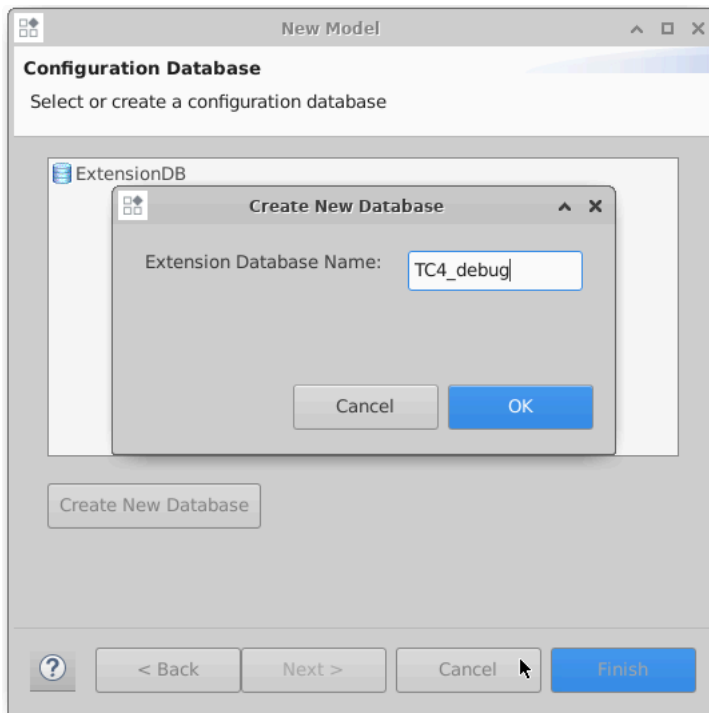 New Model
Configuration Database
Select or create a configuration database
ExtensionDB
Create New Database
Extension Database Name:
TC4_debug
Cancel
OK
Create New Database
?
< Back
Next >
Cancel
Finish